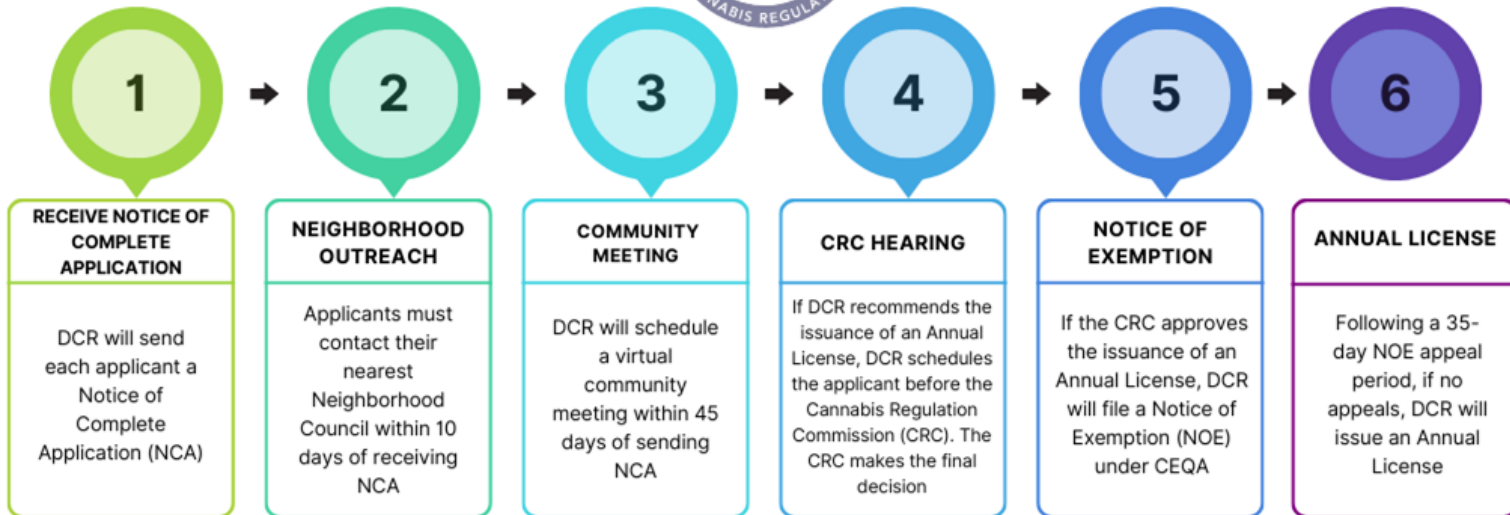 1
2
3
4
5
6
RECEIVE NOTICE OF
COMPLETE
APPLICATION
DCR will send
each applicant a
Notice of
Complete
Application (NCA)
NEIGHBORHOOD
OUTREACH
Applicants must
contact their
nearest
Neighborhood
Council within 10
days of receiving
NCA
COMMUNITY
MEETING
DCR will schedule
a virtual
community
meeting within 45
days of sending
NCA
CRC HEARING
If DCR recommends the
issuance of an Annual
License, DCR schedules
the applicant before the
Cannabis Regulation
Commission (CRC). The
CRC makes the final
decision
NOTICE OF
EXEMPTION
If the CRC approves
the issuance of an
Annual License, DCR
will file a Notice of
Exemption (NOE)
under CEQA
ANNUAL LICENSE
Following a 35-
day NOE appeal
period, if no
appeals, DCR will
issue an Annual
License